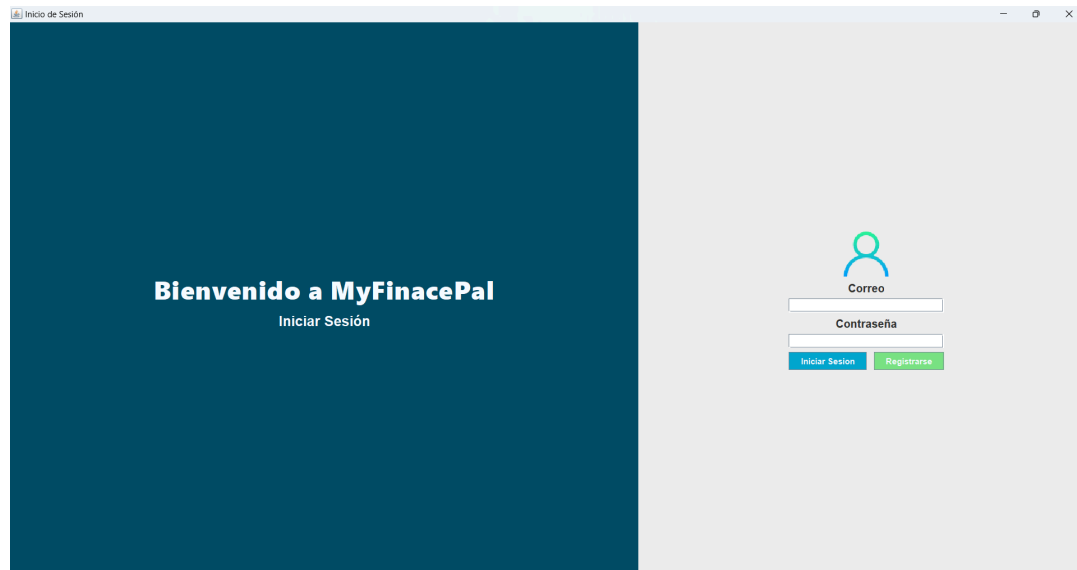 Inicio de Sesión
Bienvenido a MyFinacePal
Iniciar Sesión
Correo
Contraseña
Iniciar Sesion
Registrarse